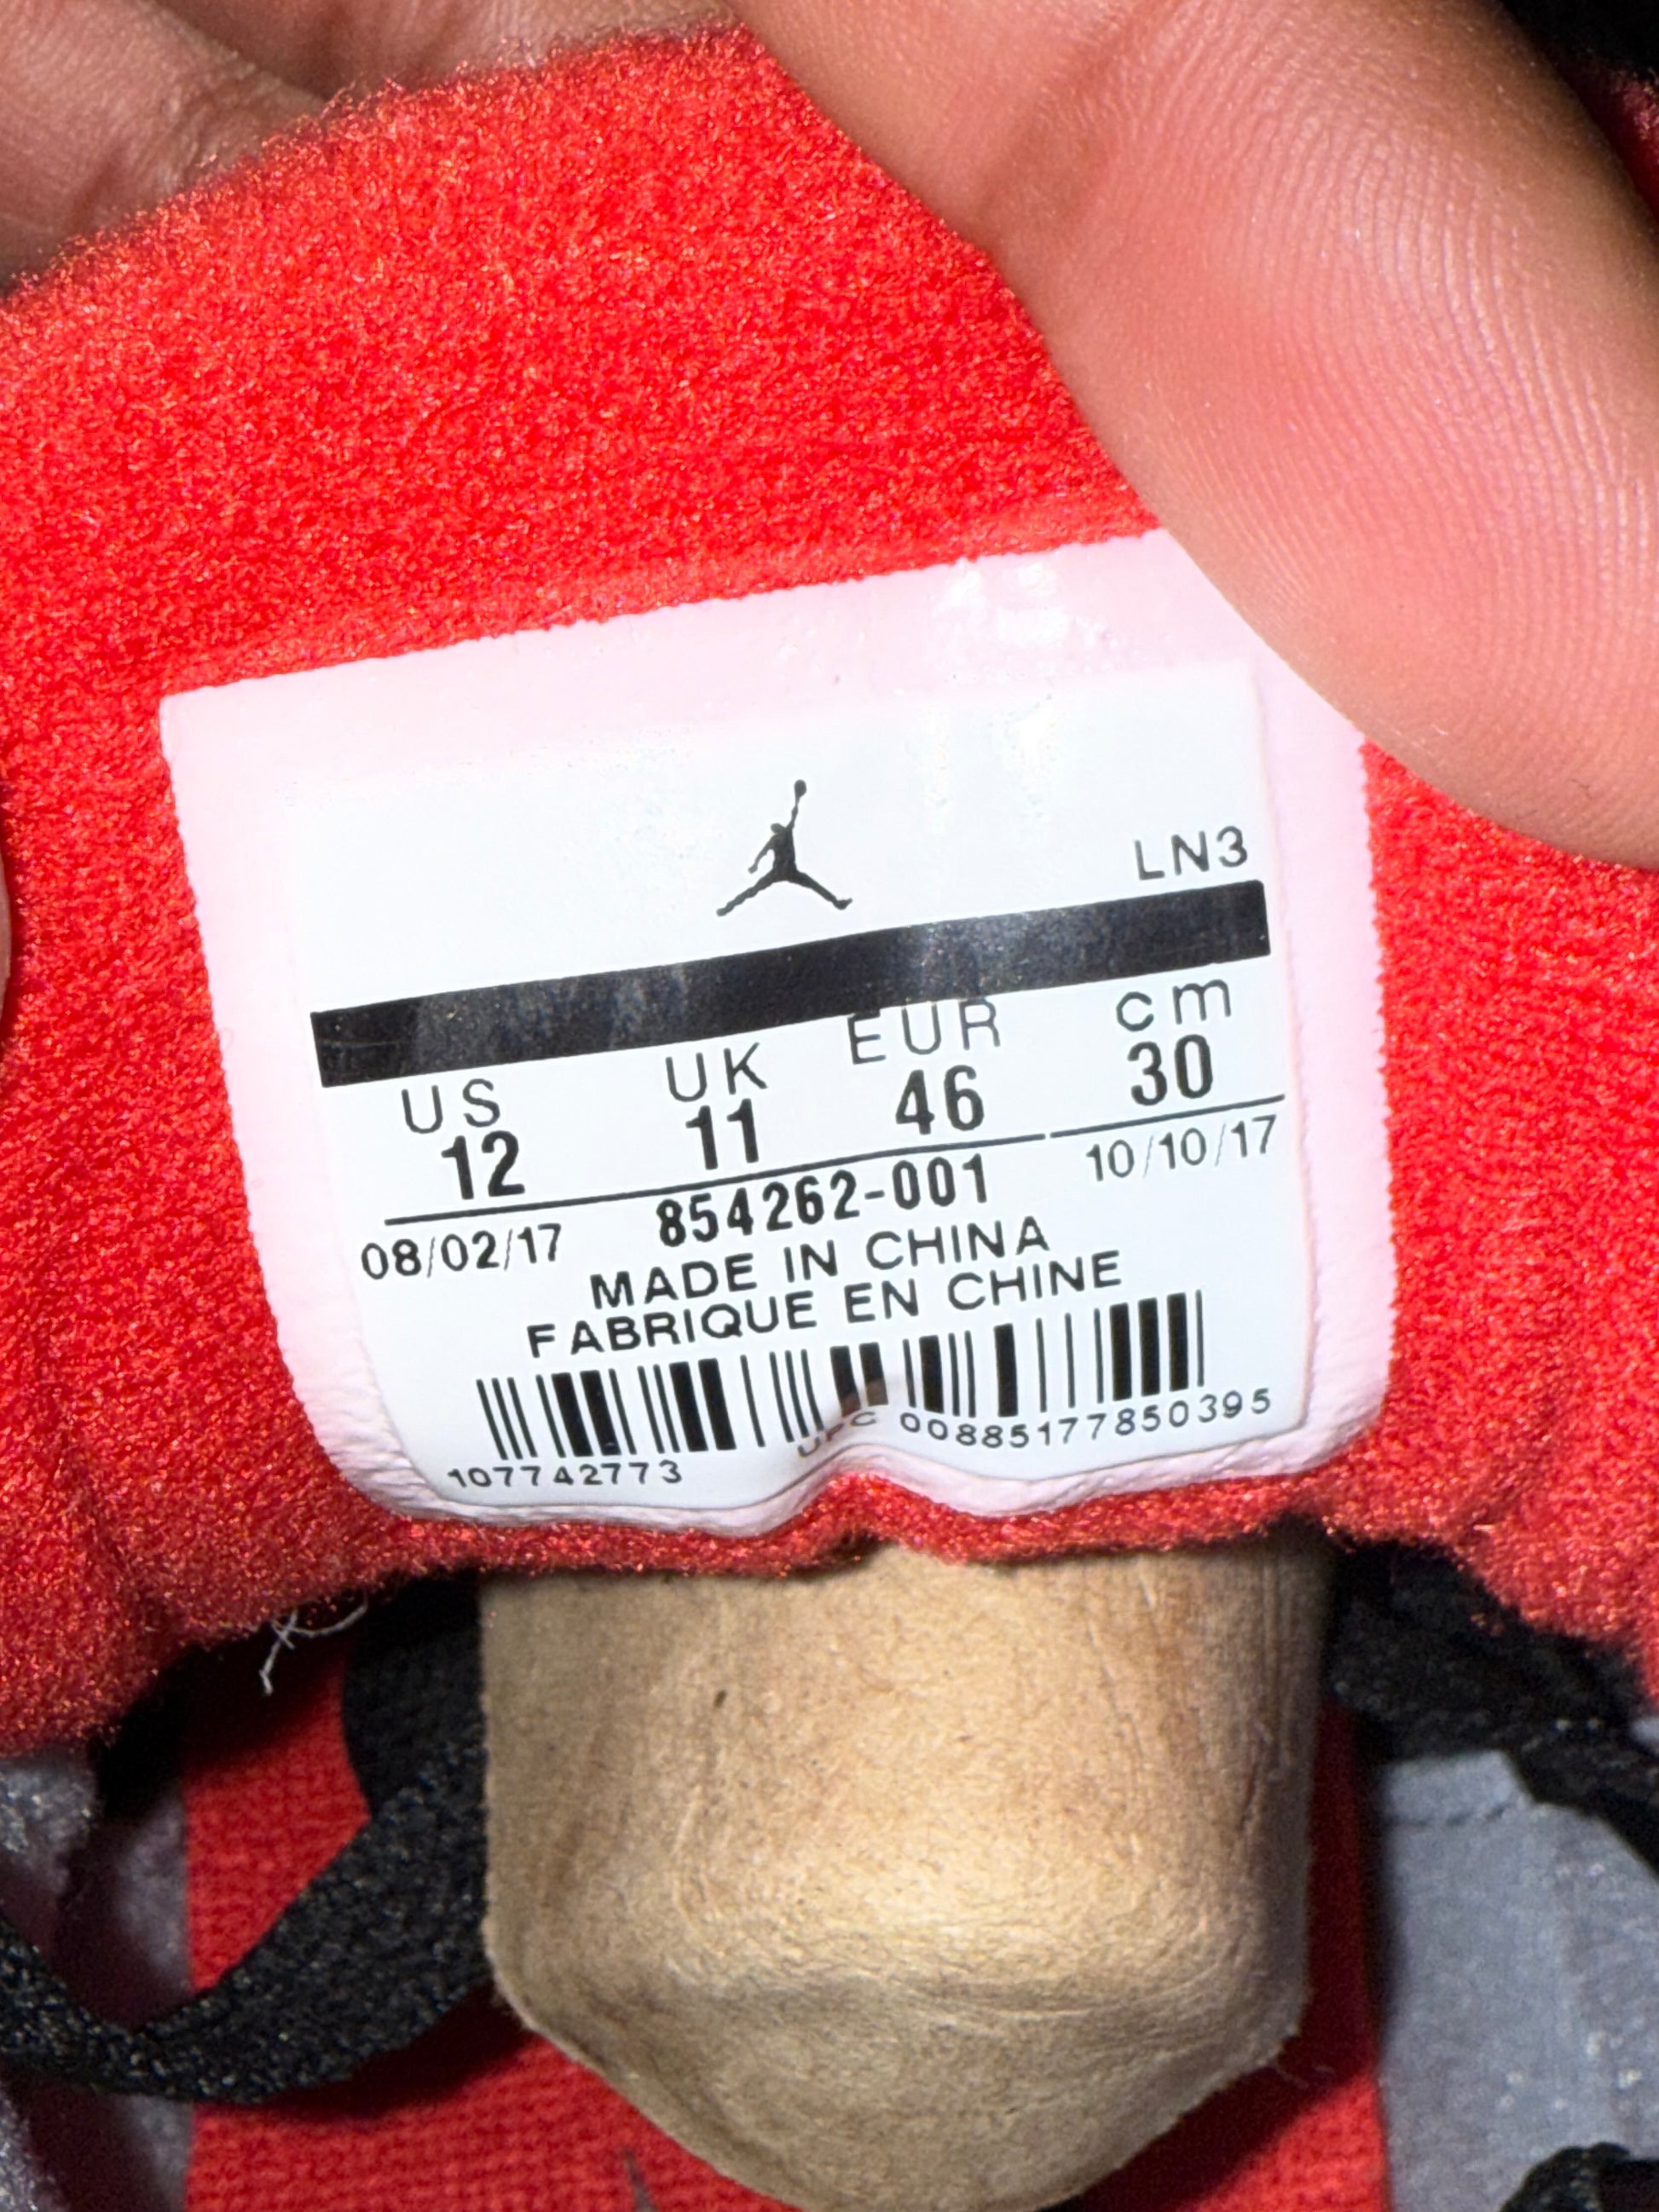 LN3
US UK EUR cm
12 11 46 30
08/02/17 854262-001 10/10/17
MADE IN CHINA
FABRIQUE EN CHINE
107742773 UPC 00885177850395